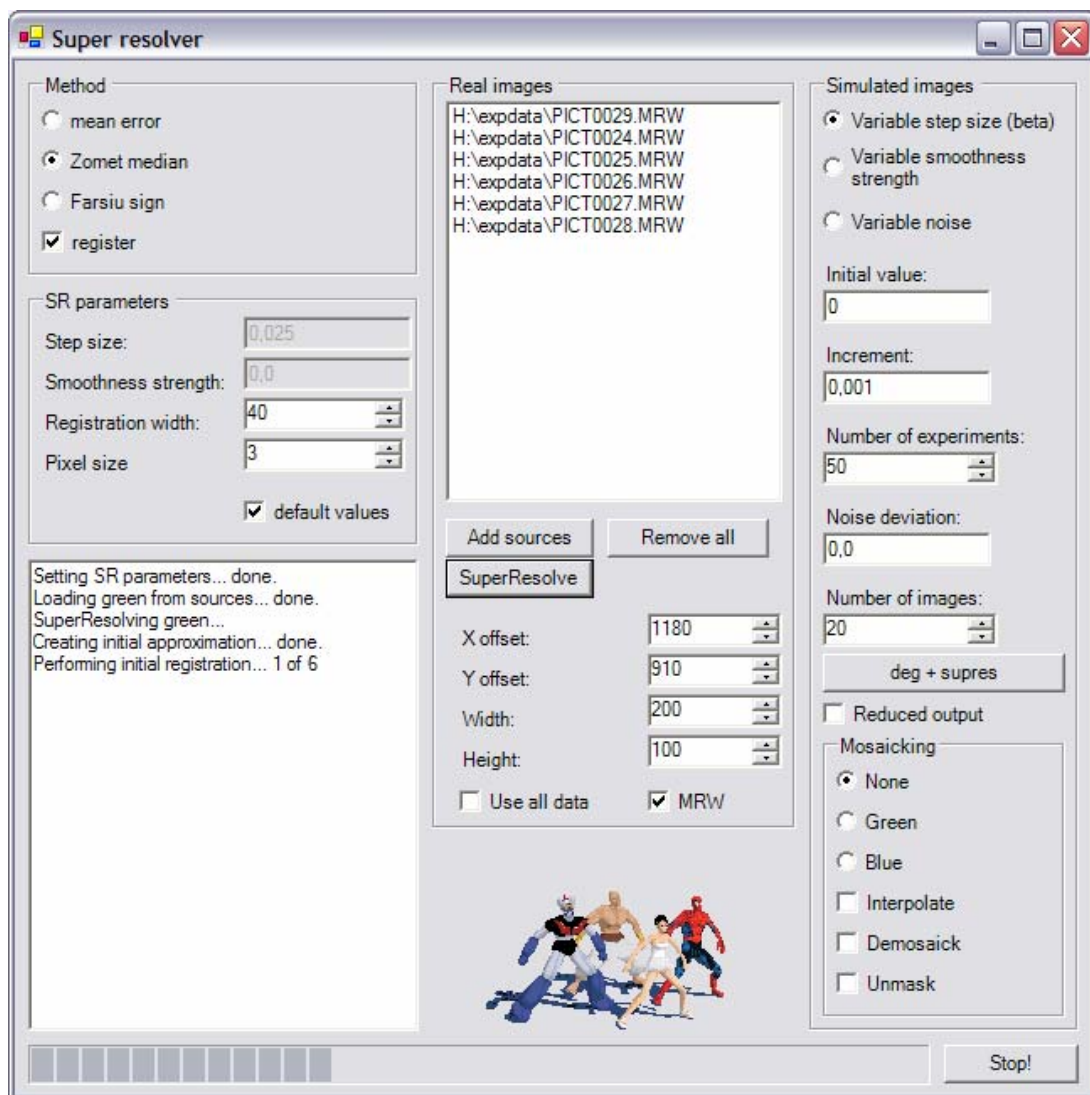 Super resolver
Method
mean error
Zomet median
Farsiu sign
register
SR parameters
Step size:
0,025
Smoothness strength:
0,0
Registration width:
40
Pixel size
3
default values
Setting SR parameters... done.
Loading green from sources... done.
SuperResolving green...
Creating initial approximation... done.
Performing initial registration... 1 of 6
Real images
H:\expdata\PICT0029.MRW
H:\expdata\PICT0024.MRW
H:\expdata\PICT0025.MRW
H:\expdata\PICT0026.MRW
H:\expdata\PICT0027.MRW
H:\expdata\PICT0028.MRW
Add sources
Remove all
SuperResolve
X offset:
1180
Y offset:
910
Width:
200
Height:
100
Use all data
MRW
Simulated images
Variable step size (beta)
Variable smoothness
strength
Variable noise
Initial value:
0
Increment:
0,001
Number of experiments:
50
Noise deviation:
0,0
Number of images:
20
deg + supres
Reduced output
Mosaicking
None
Green
Blue
Interpolate
Demosaick
Unmask
Stop!